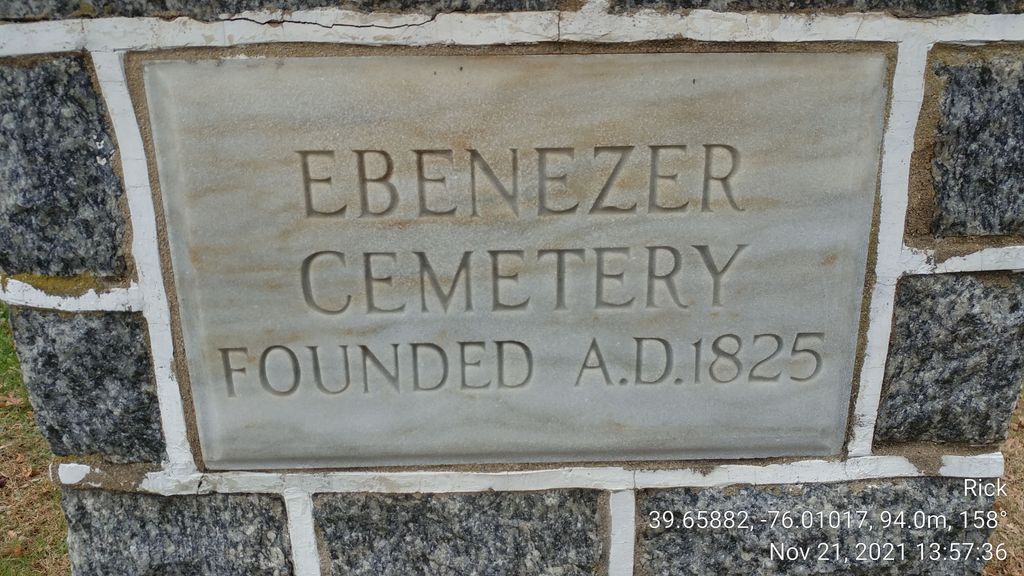 EBENEZER
CEMETERY
FOUNDED A.D.1825
Rick
39.65882, -76.01017, 94.0m, 158°
Nov 21, 2021 13:57:36